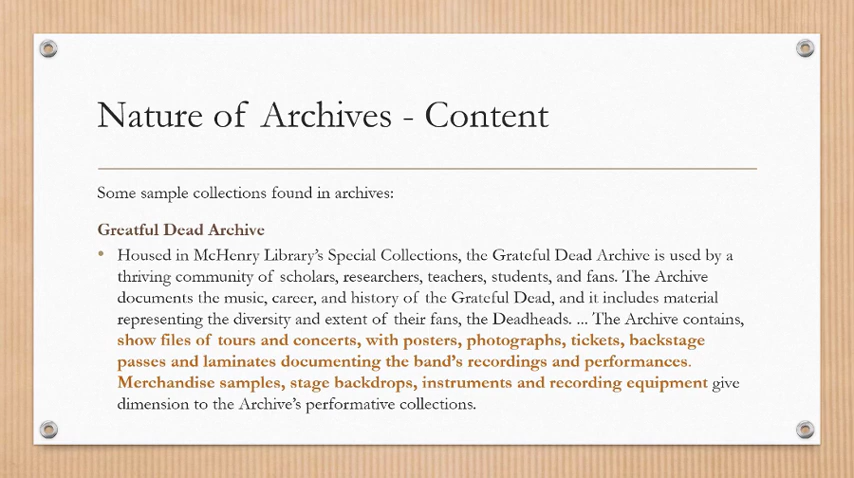 Nature of Archives - Content
Some sample collections found in archives:
Greatful Dead Archive
• Housed in McHenry Library's Special Collections, the Grateful Dead Archive is used by a
thriving community of scholars, researchers, teachers, students, and fans. The Archive
documents the music, career, and history of the Grateful Dead, and it includes material
representing the diversity and extent of their fans, the Deadheads. ... The Archive contains,
show files of tours and concerts, with posters, photographs, tickets, backstage
passes and laminates documenting the band's recordings and performances.
Merchandise samples, stage backdrops, instruments and recording equipment give
dimension to the Archive's performative collections.